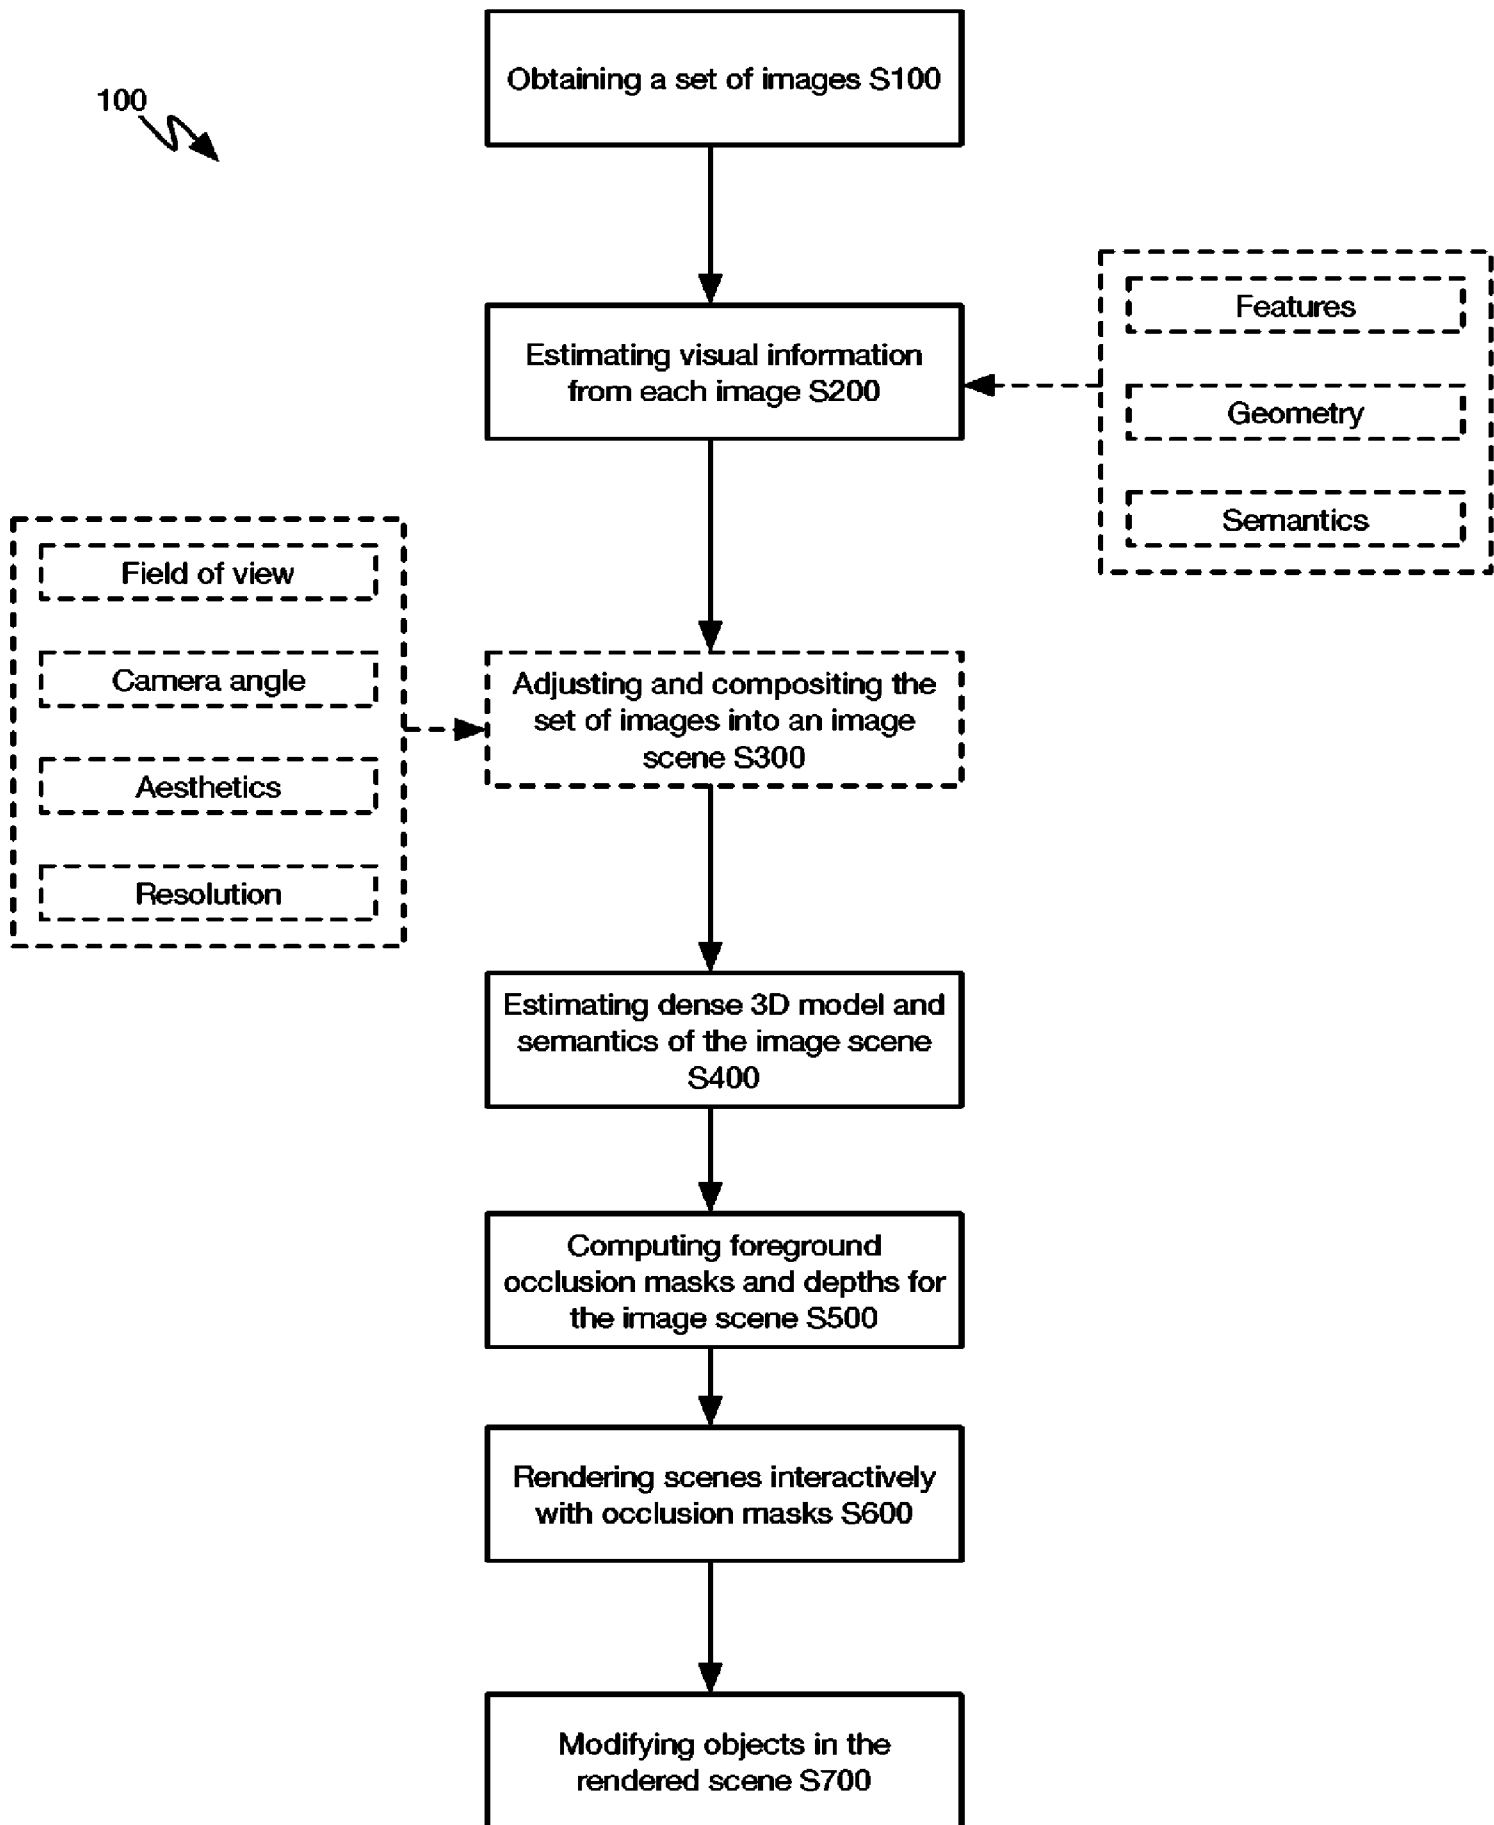 100
Obtaining a set of images S100
Estimating visual information
from each image S200
Features
Geometry
Semantics
Field of view
Camera angle
Aesthetics
Resolution
Adjusting and compositing the
set of images into an image
scene S300
Estimating dense 3D model and
semantics of the image scene
S400
Computing foreground
occlusion masks and depths for
the image scene S500
Rendering scenes interactively
with occlusion masks S600
Modifying objects in the
rendered scene S700